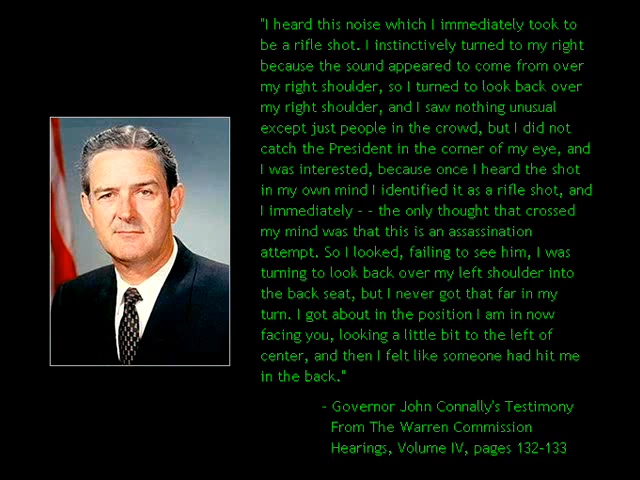 "I heard this noise which I immediately took to
be a rifle shot. I instinctively turned to my right
because the sound appeared to come from over
my right shoulder, so I turned to look back over
my right shoulder, and I saw nothing unusual
except just people in the crowd, but I did not
catch the President in the corner of my eye, and
I was interested, because once I heard the shot
in my own mind I identified it as a rifle shot, and
I immediately - - the only thought that crossed
my mind was that this is an assassination
attempt. So I looked, failing to see him, I was
turning to look back over my left shoulder into
the back seat, but I never got that far in my
turn. I got about in the position I am in now
facing you, looking a little bit to the left of
center, and then I felt like someone had hit me
in the back."
- Governor John Connally's Testimony
From The Warren Commission
Hearings, Volume IV, pages 132-133